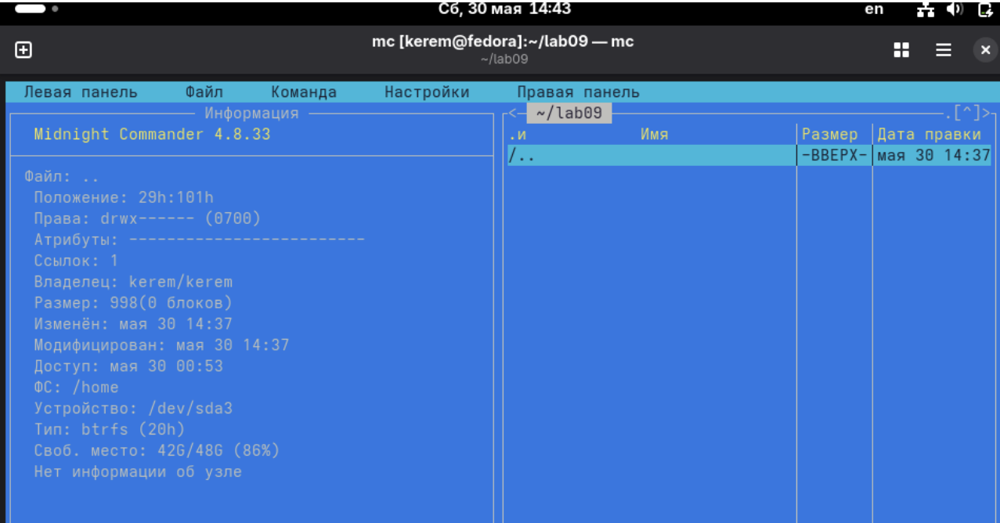 Сб, 30 мая 14:43
en
mc [kerem@fedora]:~/lab09 — mc
~/lab09
Левая панель Файл Команда Настройки Правая панель
Информация
Midnight Commander 4.8.33
Файл: ..
Положение: 29h:101h
Права: drwx------ (0700)
Атрибуты: -------------------------
Ссылок: 1
Владелец: kerem/kerem
Размер: 998(0 блоков)
Изменён: мая 30 14:37
Модифицирован: мая 30 14:37
Доступ: мая 30 00:53
ФС: /home
Устройство: /dev/sda3
Тип: btrfs (20h)
Своб. место: 42G/48G (86%)
Нет информации об узле
<- ~/lab09 .[^]>
.и Имя Размер Дата правки
/.. -ВВЕРХ- мая 30 14:37